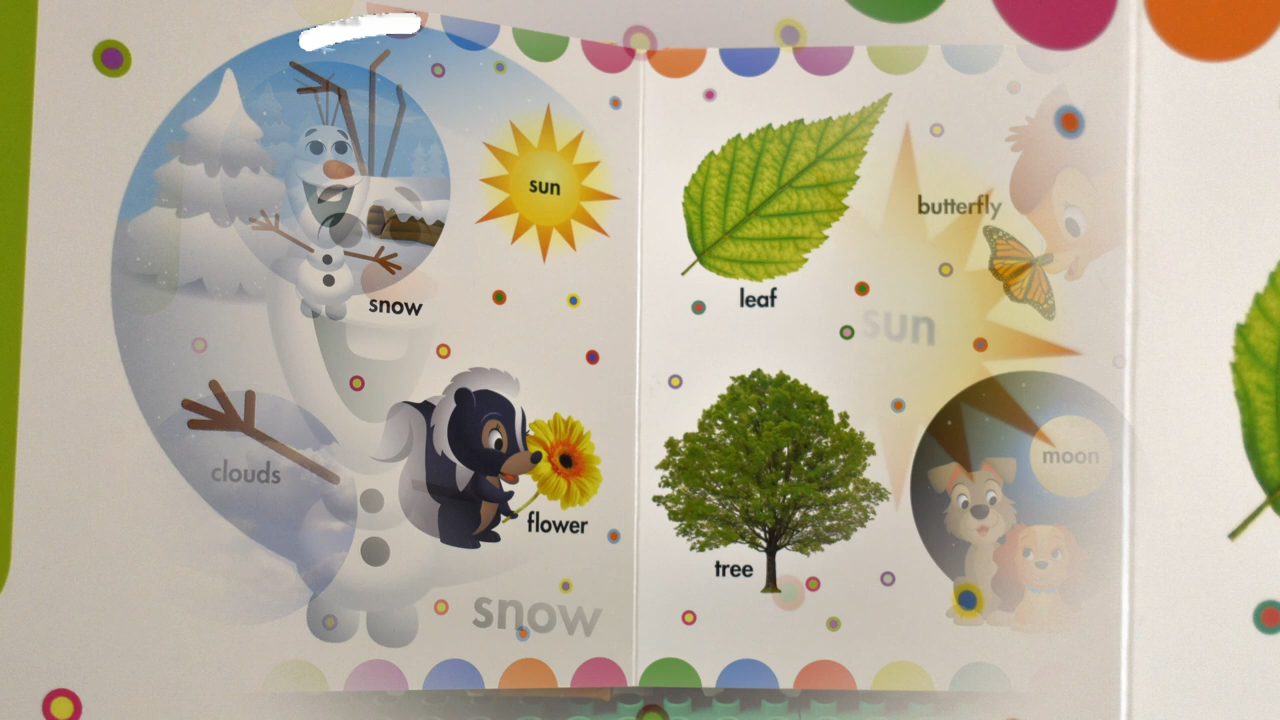 sun
snow
leaf
butterfly
sun
clouds
flower
moon
tree
snow